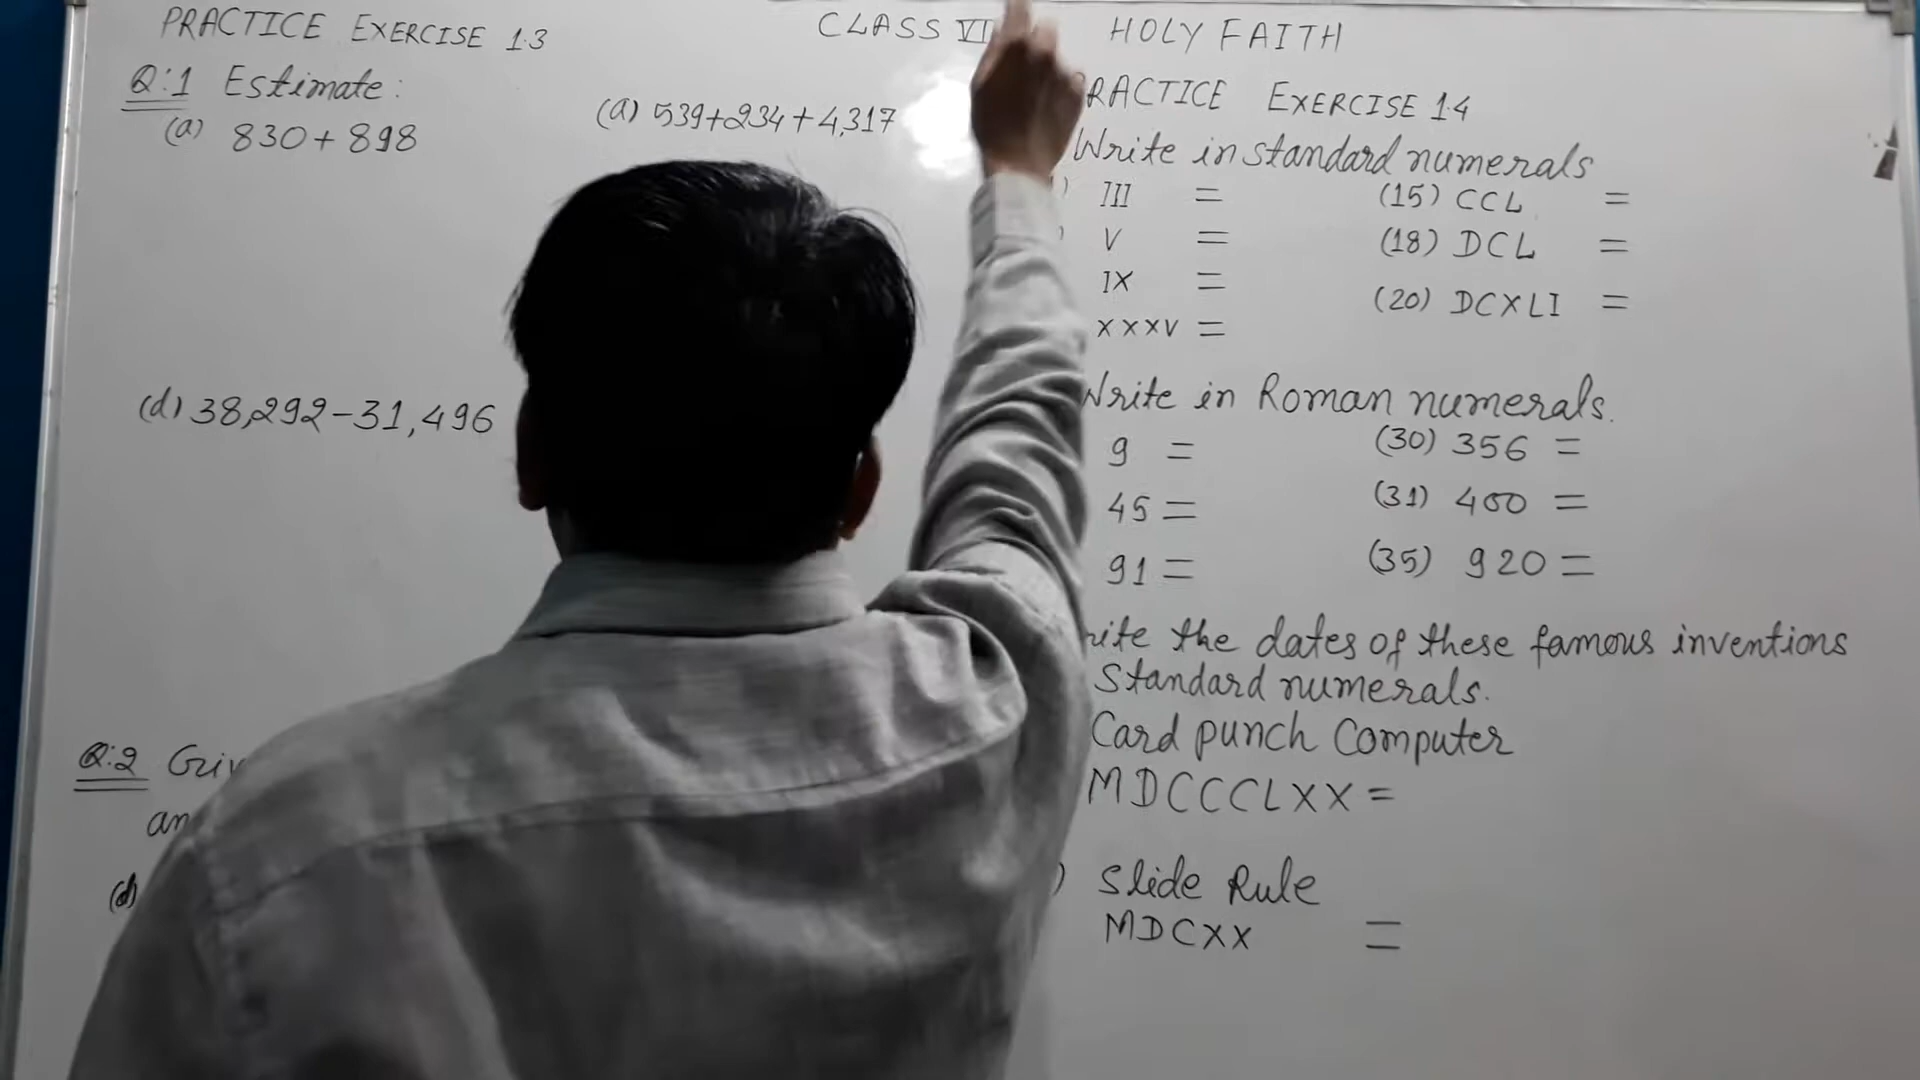 PRACTICE EXERCISE 1.3
CLASS VI
HOLY FAITH
Q:1 Estimate:
(a) 830 + 898
(a) 539+234+4,317
(d) 38,292-31,496
Q:2
an
(d)
PRACTICE EXERCISE 1.4
Write in standard numerals
III =
(15) CCL =
V =
(18) DCL =
IX =
(20) DCXLI =
XXXV =
Write in Roman numerals.
9 =
(30) 356 =
45 =
(31) 400 =
91 =
(35) 920 =
rite the dates of these famous inventions
Standard numerals.
Card punch Computer
MDCCCLXX =
Slide Rule
MDCXX =